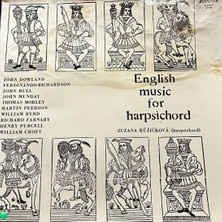 English
music
for
harpsichord
ZUZANA RŮŽIČKOVÁ (harpsichord)
JOHN DOWLAND
FERDINANDO RICHARDSON
JOHN BULL
JOHN MUNDAY
THOMAS MORLEY
MARTIN PEERSON
WILLIAM BYRD
RICHARD FARNABY
HENRY PURCELL
WILLIAM CROFT